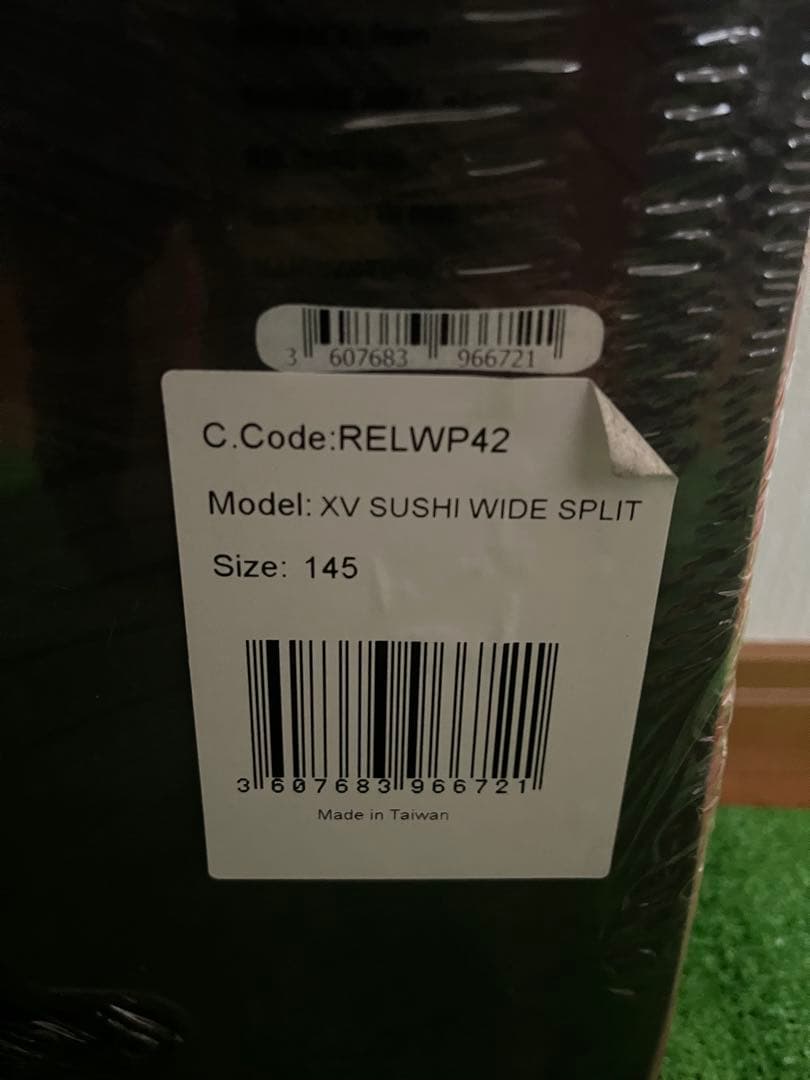 3 607683 966721
C.Code:RELWP42
Model: XV SUSHI WIDE SPLIT
Size: 145
3 607683 966721
Made in Taiwan